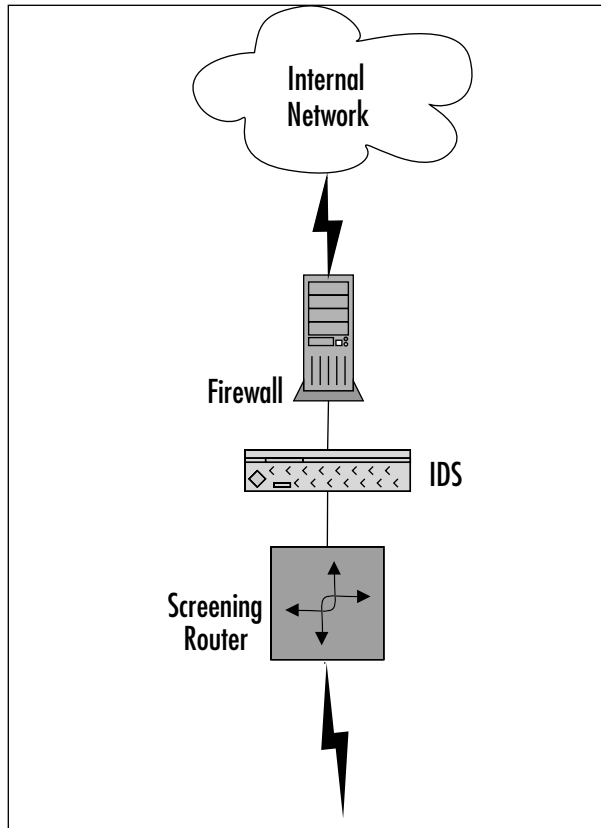 Internal
Network
Firewall
IDS
Screening
Router